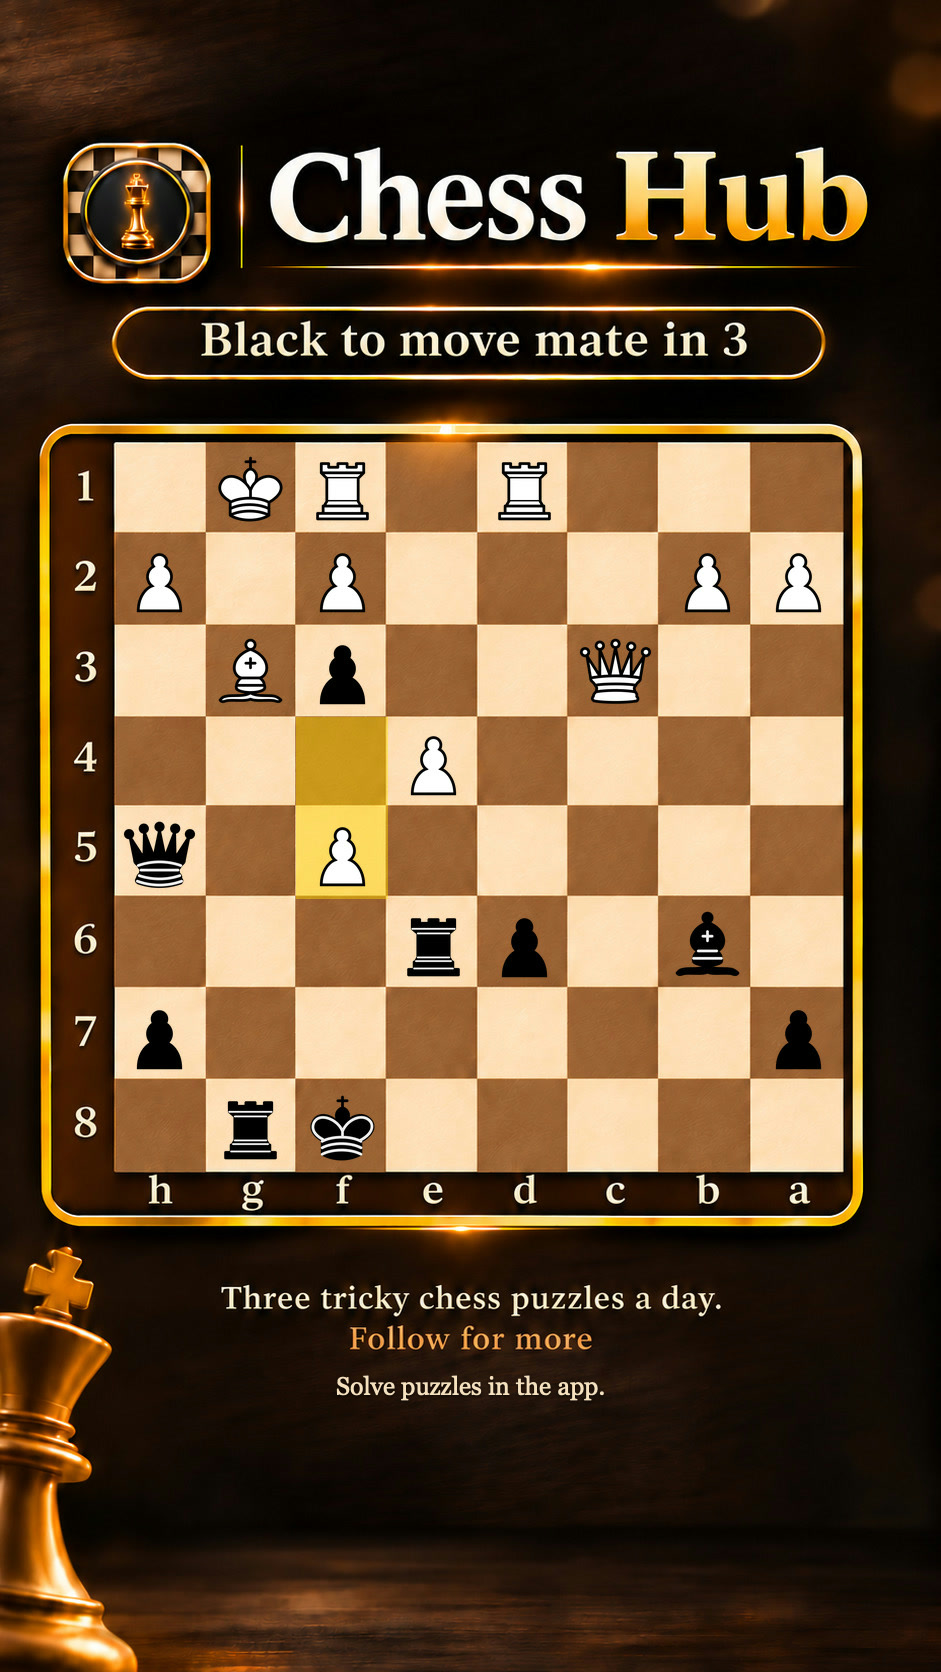 Chess Hub
Black to move mate in 3
1
2
3
4
5
6
7
8
h g f e d c b a
Three tricky chess puzzles a day.
Follow for more
Solve puzzles in the app.